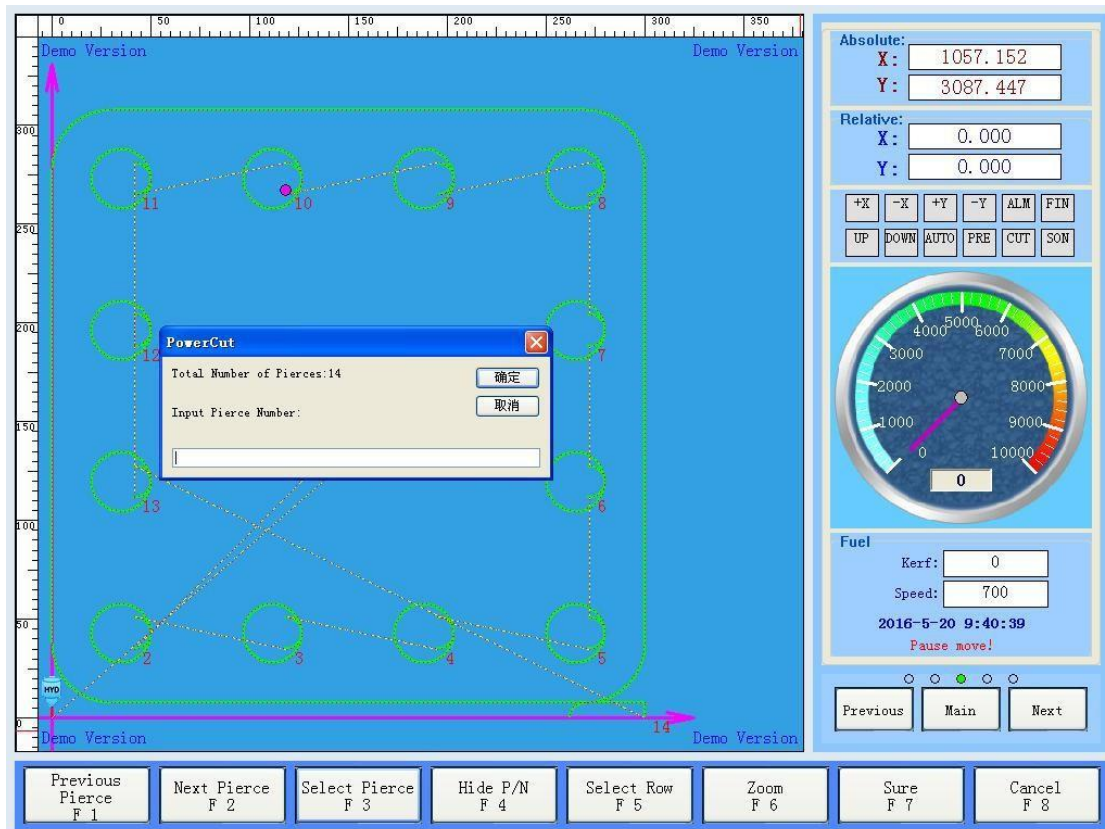 0 50 100 150 200 250 300 350
Demo Version Demo Version
300
250
200
150
100
50
0
11 10 9 8
12 7
13 6
2 3 4 5
14
HYD
Demo Version Demo Version
PowerCut
Total Number of Pierces:14
确定
Input Pierce Number:
取消
Absolute:
X: 1057.152
Y: 3087.447
Relative:
X: 0.000
Y: 0.000
+X -X +Y -Y ALM FIN
UP DOWN AUTO PRE CUT SON
0 1000 2000 3000 4000 5000 6000 7000 8000 9000 10000
0
Fuel
Kerf: 0
Speed: 700
2016-5-20 9:40:39
Pause move!
Previous Main Next
Previous
Pierce
F 1
Next Pierce
F 2
Select Pierce
F 3
Hide P/N
F 4
Select Row
F 5
Zoom
F 6
Sure
F 7
Cancel
F 8